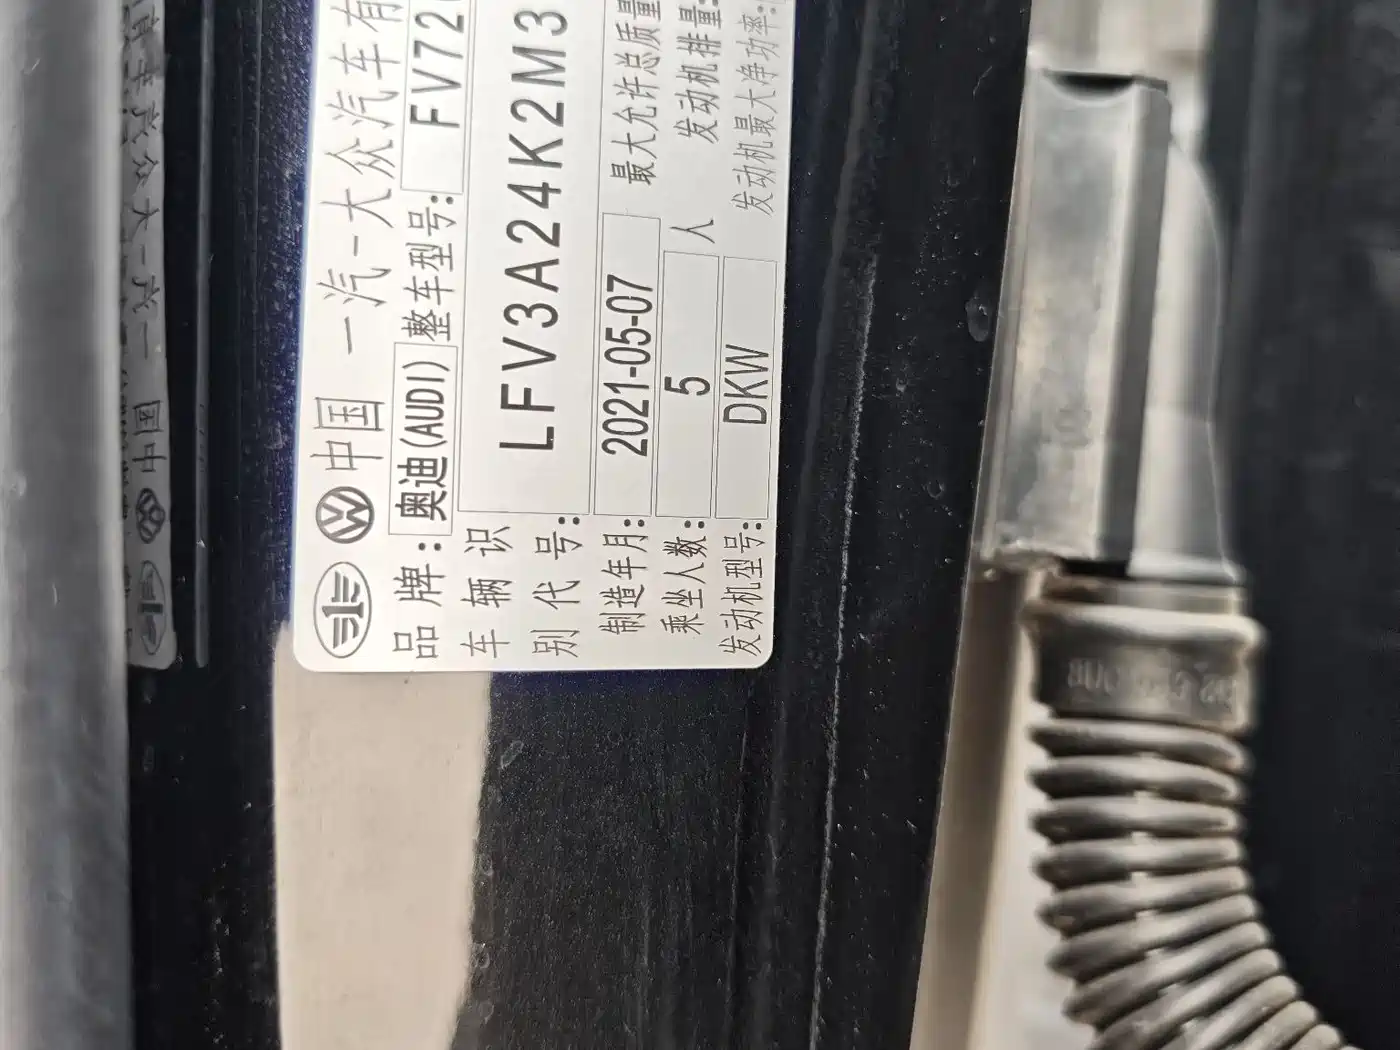 中国 一汽-大众汽车有
品牌: 奥迪(AUDI) 整车型号: FV72
车辆识别代号: LFV3A24K2M3
制造年月: 2021-05-07 最大允许总质量
乘坐人数: 5 人 发动机排量:
发动机型号: DKW 发动机最大净功率: